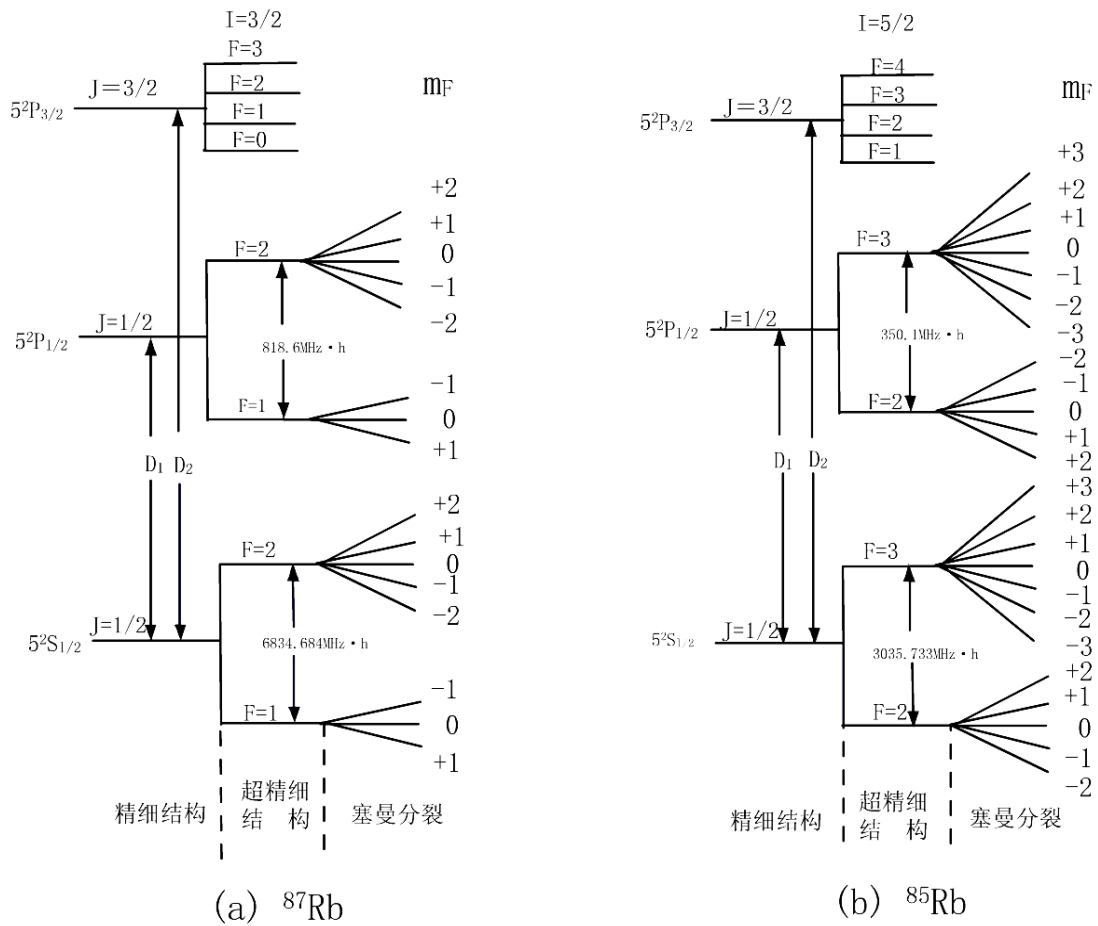 I=3/2
F=3
F=2
F=1
F=0
J=3/2
5²P3/2
mF
+2
+1
0
-1
-2
F=2
J=1/2
5²P1/2
818.6MHz·h
F=1
-1
0
+1
D1
D2
+2
+1
0
-1
-2
F=2
J=1/2
5²S1/2
6834.684MHz·h
F=1
-1
0
+1
精细结构
超精细
结 构
塞曼分裂
(a) 87Rb
I=5/2
F=4
F=3
F=2
F=1
J=3/2
5²P3/2
mF
+3
+2
+1
0
-1
-2
-3
F=3
J=1/2
5²P1/2
350.1MHz·h
F=2
-2
-1
0
+1
+2
D1
D2
+3
+2
+1
0
-1
-2
-3
F=3
J=1/2
5²S1/2
3035.733MHz·h
F=2
+2
+1
0
-1
-2
精细结构
超精细
结 构
塞曼分裂
(b) 85Rb